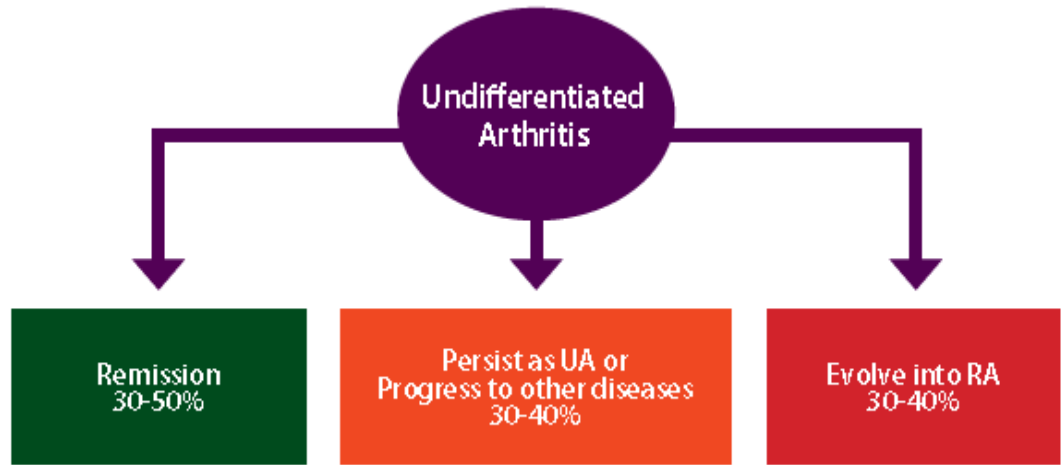 Undifferentiated
Arthritis
Remission
30-50%
Persist as UA or
Progress to other diseases
30-40%
Evolve into RA
30-40%